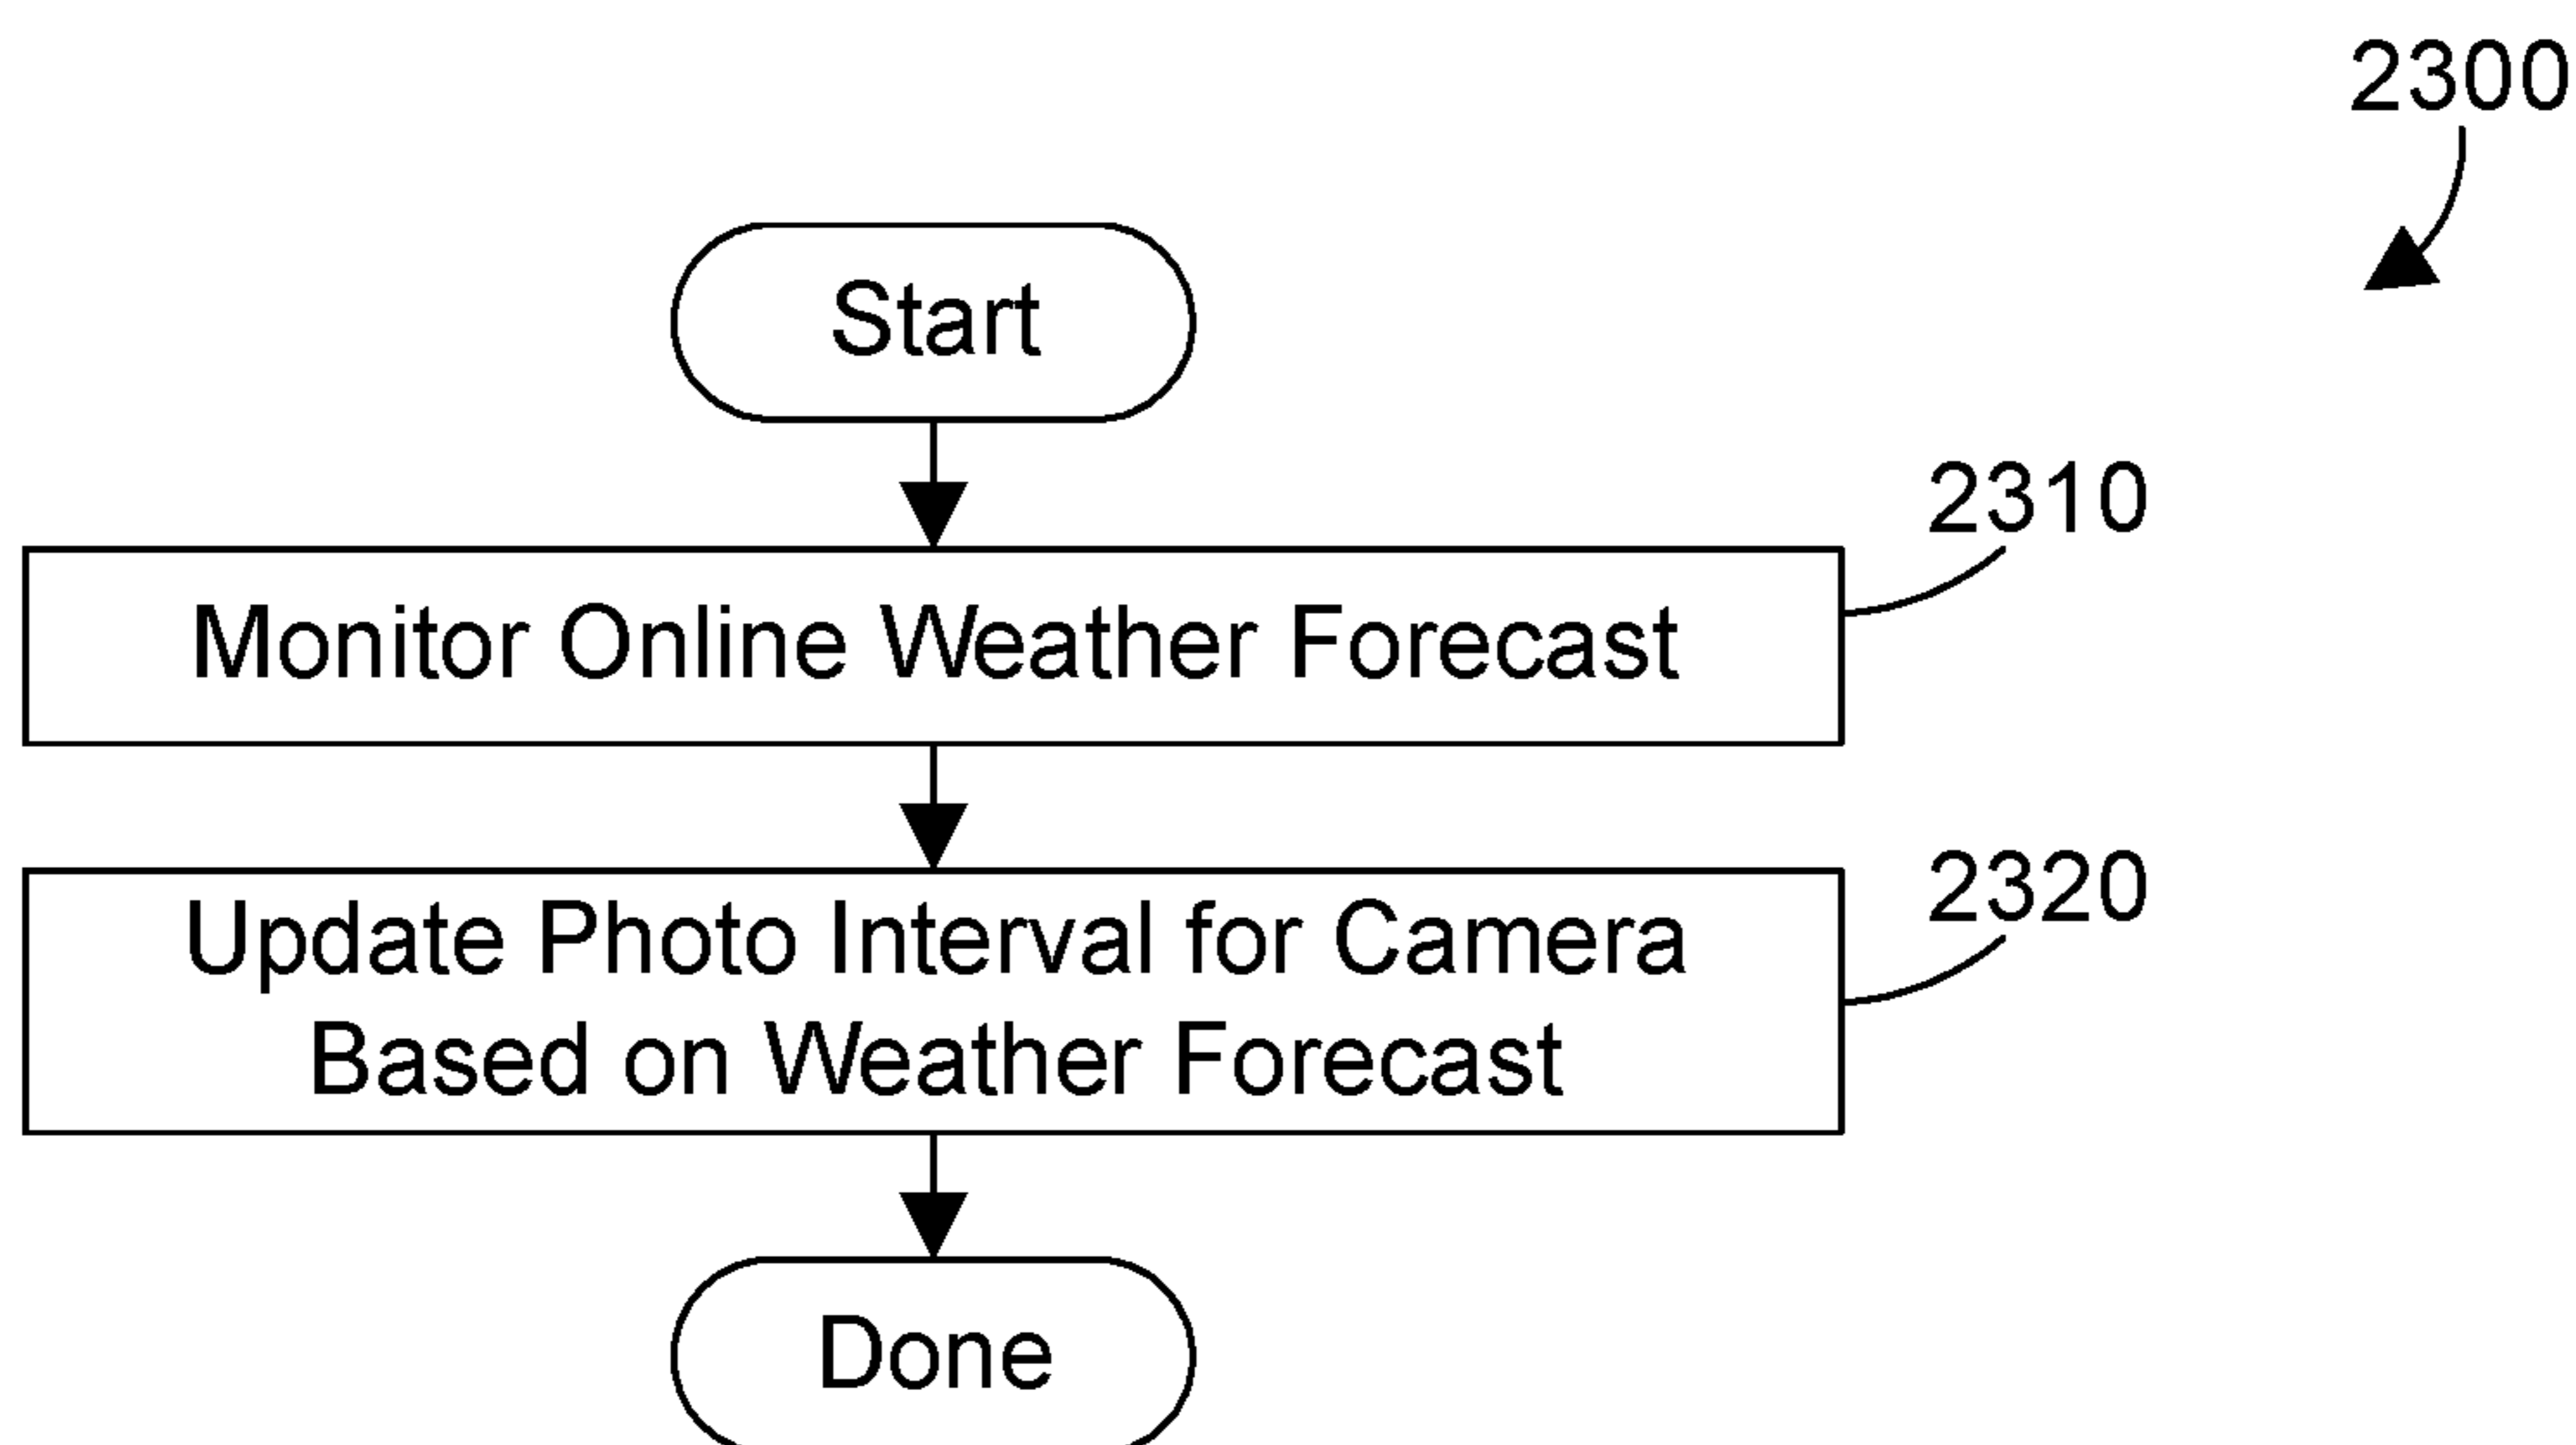 2300
Start
2310
Monitor Online Weather Forecast
2320
Update Photo Interval for Camera
Based on Weather Forecast
Done